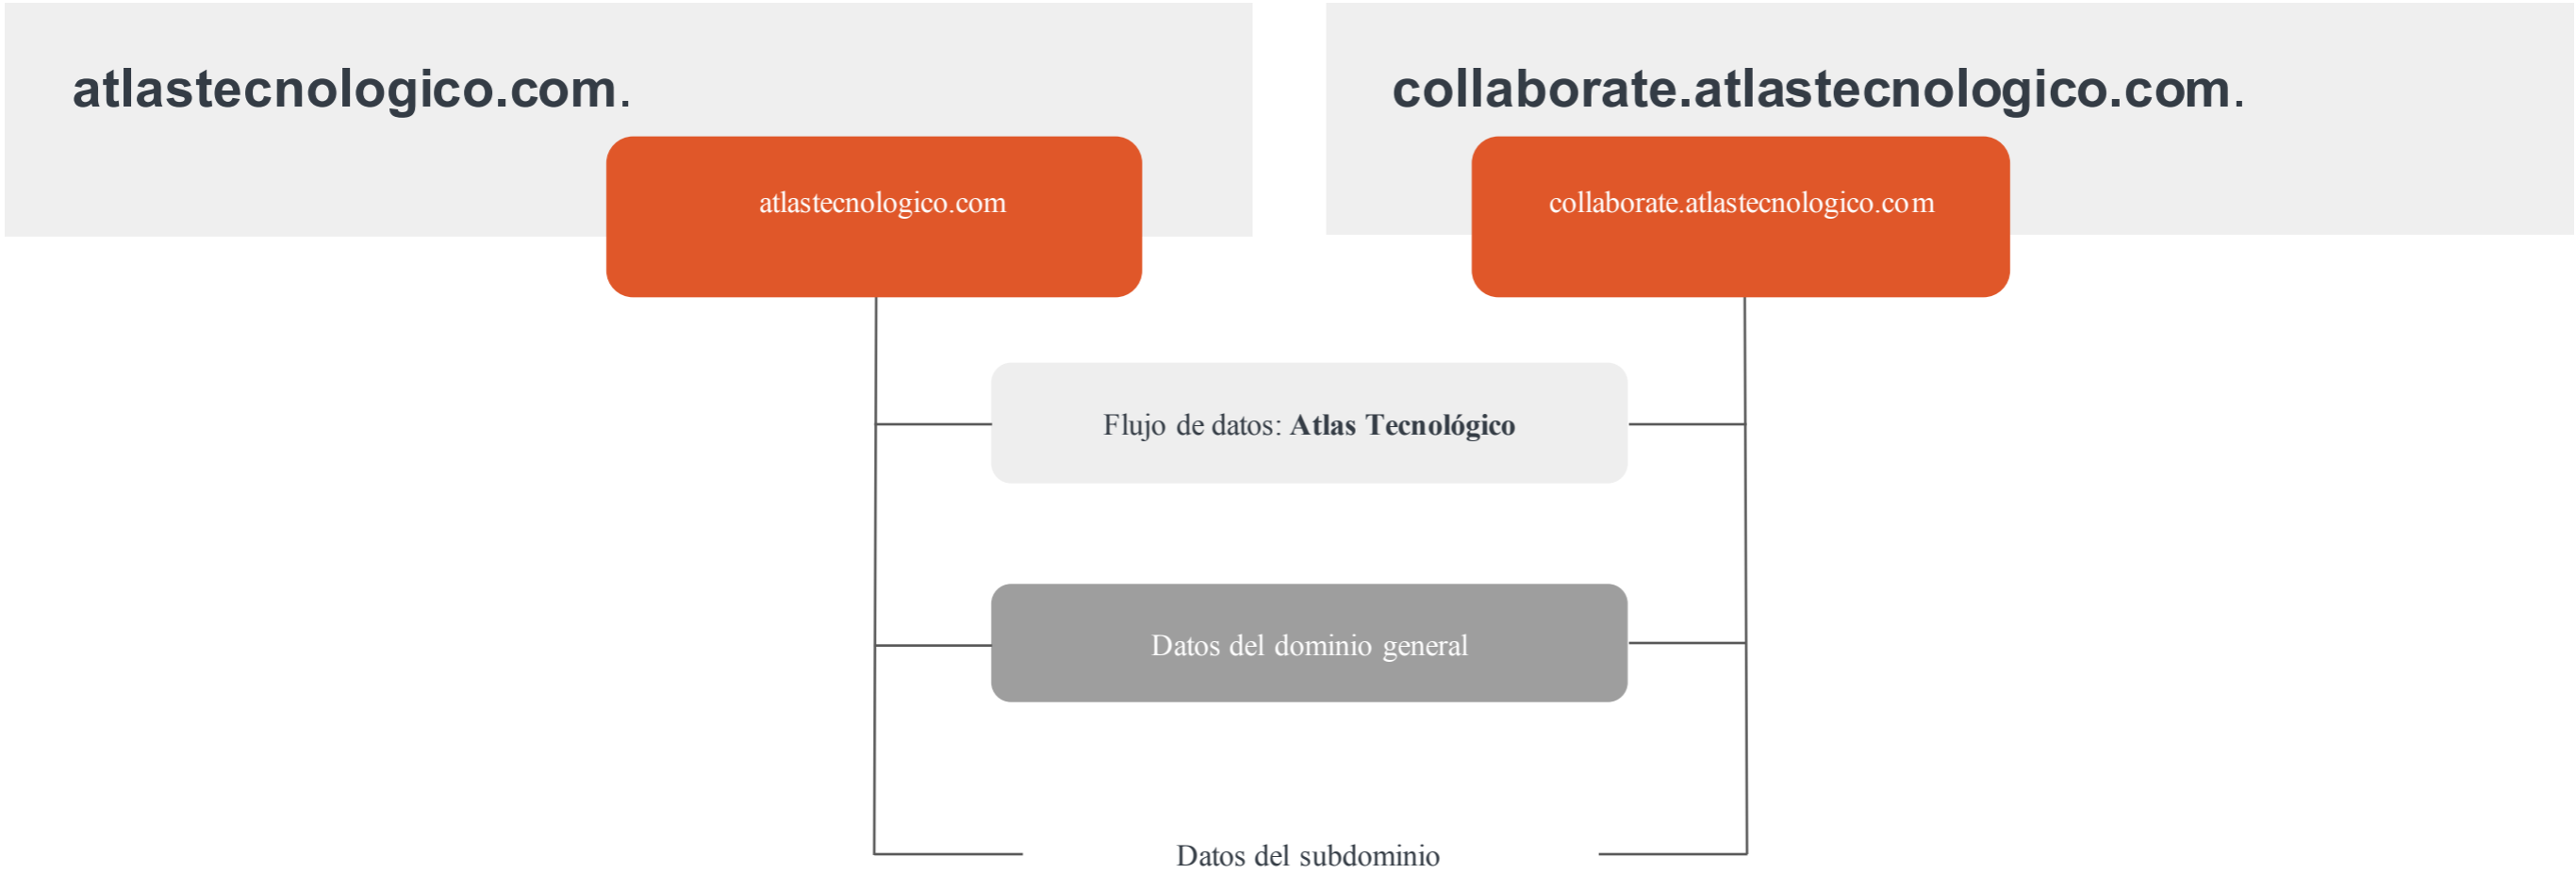 atlastecnologico.com.
collaborate.atlastecnologico.com.
atlastecnologico.com
collaborate.atlastecnologico.com
Flujo de datos: Atlas Tecnológico
Datos del dominio general
Datos del subdominio